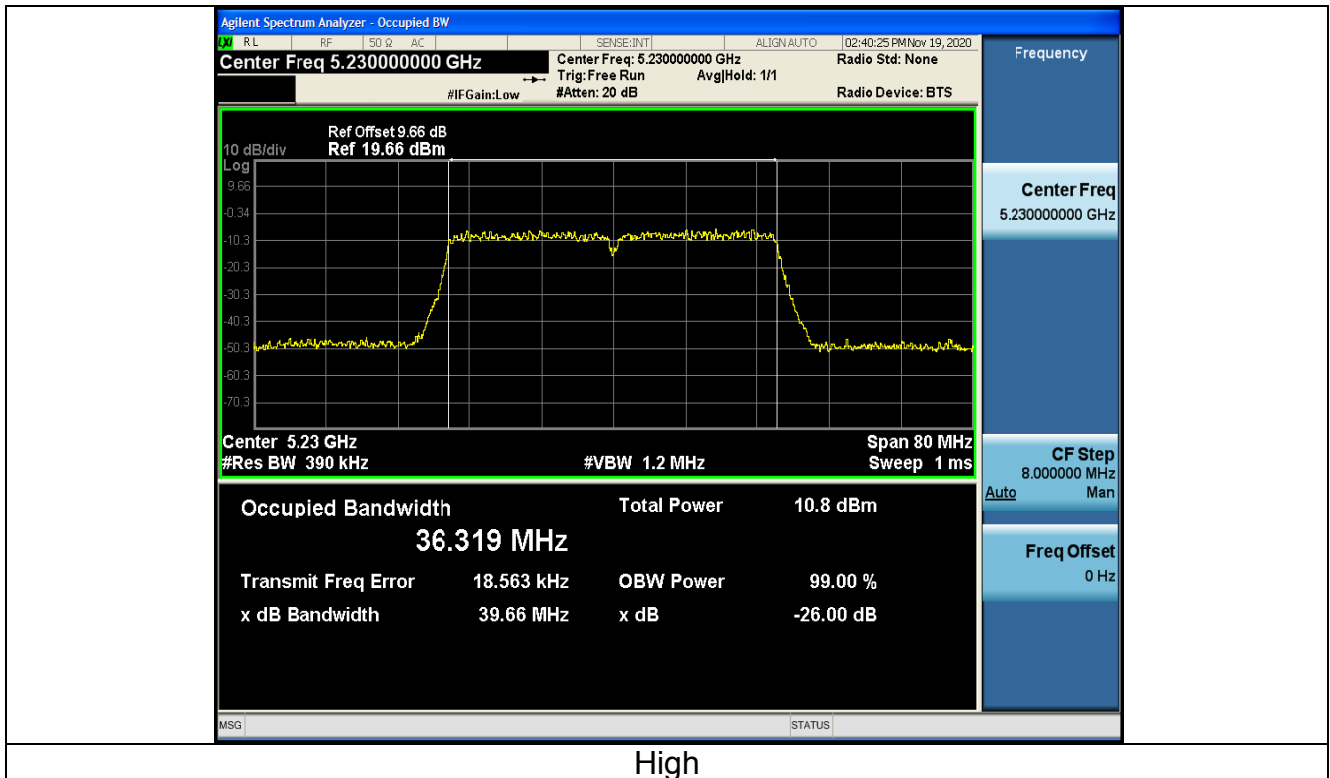 Agilent Spectrum Analyzer - Occupied BW
LXI RL RF 50 Ω AC SENSE:INT ALIGNAUTO 02:40:25 PM Nov 19, 2020
Center Freq 5.230000000 GHz
Center Freq: 5.230000000 GHz
Radio Std: None
Trig: Free Run Avg|Hold: 1/1
#IFGain:Low #Atten: 20 dB Radio Device: BTS
Ref Offset 9.66 dB
10 dB/div Ref 19.66 dBm
Log
9.66
-0.34
-10.3
-20.3
-30.3
-40.3
-50.3
-60.3
-70.3
Center 5.23 GHz Span 80 MHz
#Res BW 390 kHz #VBW 1.2 MHz Sweep 1 ms
Occupied Bandwidth Total Power 10.8 dBm
36.319 MHz
Transmit Freq Error 18.563 kHz OBW Power 99.00 %
x dB Bandwidth 39.66 MHz x dB -26.00 dB
Frequency
Center Freq
5.230000000 GHz
CF Step
8.000000 MHz
Auto Man
Freq Offset
0 Hz
MSG STATUS
High